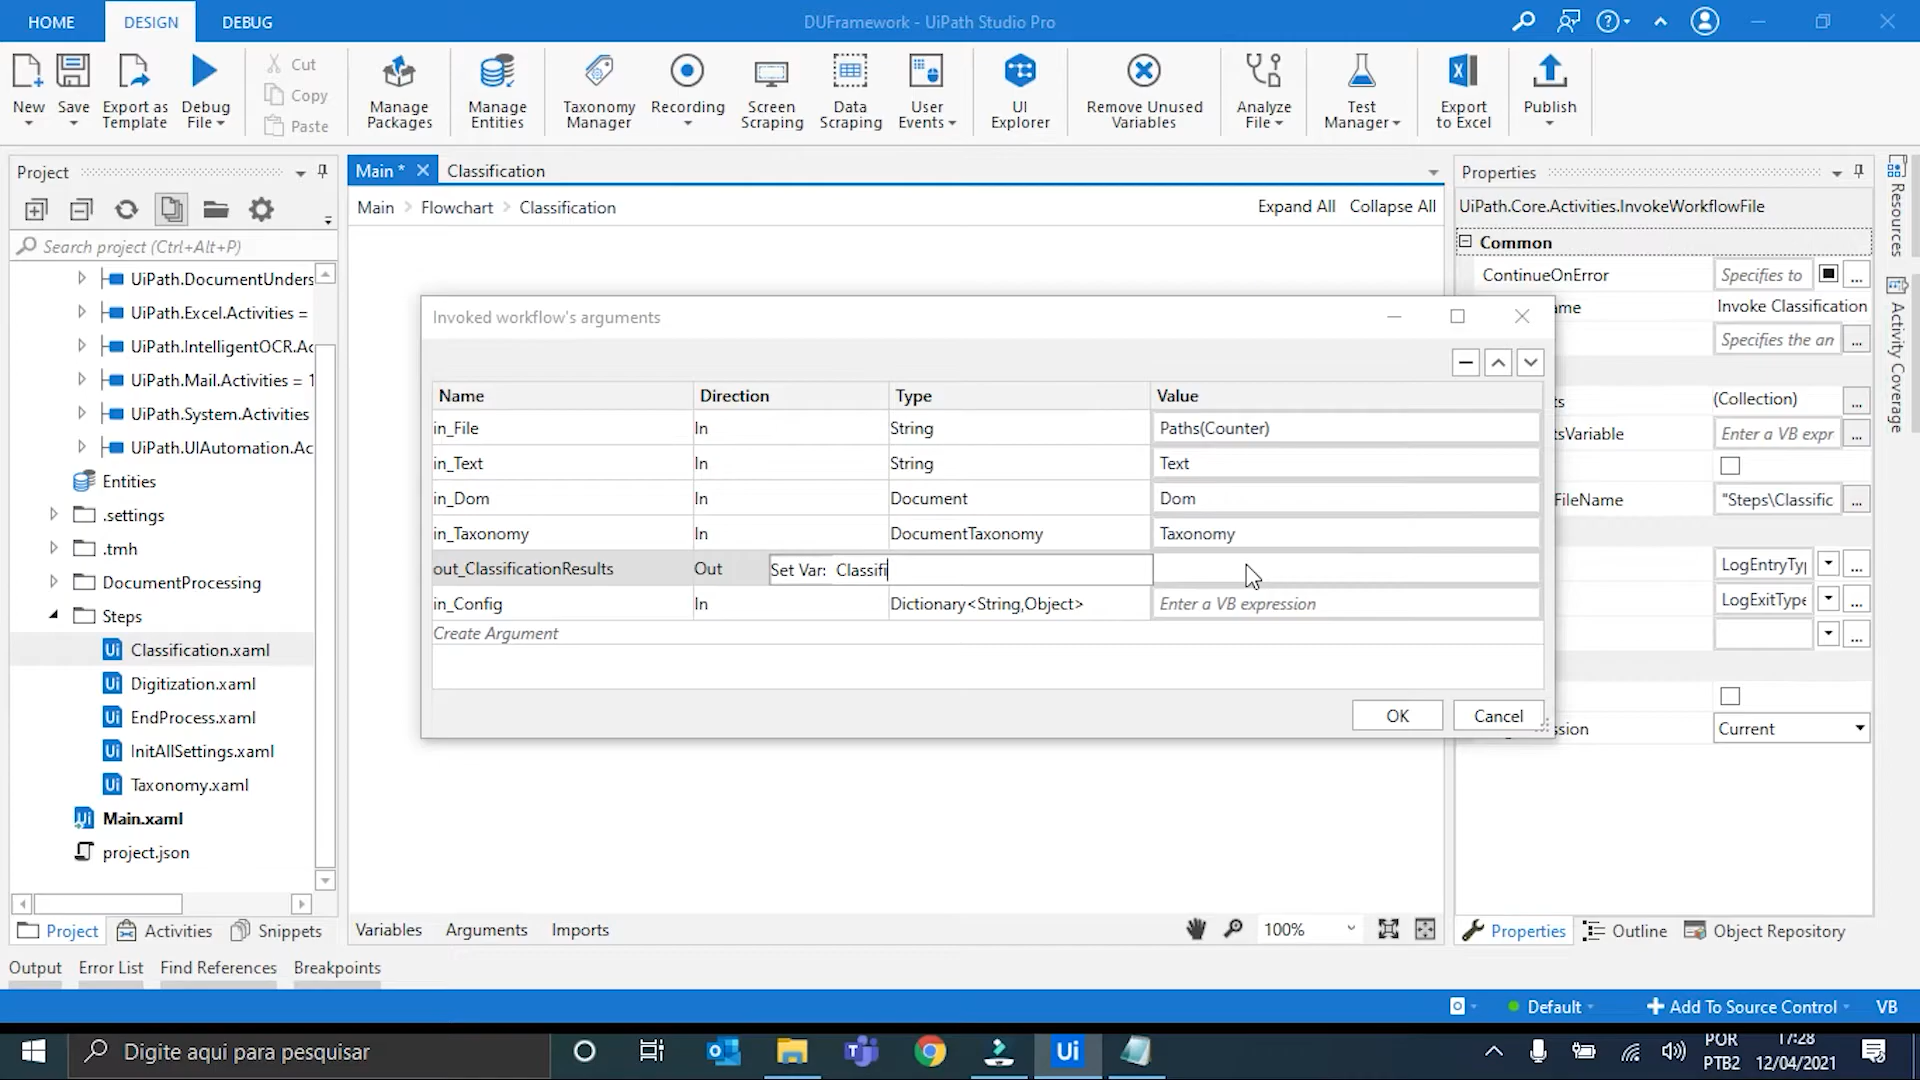 HOME DESIGN DEBUG DUFramework - UiPath Studio Pro
New Save Export as Template Debug File Cut Copy Paste Manage Packages Manage Entities Taxonomy Manager Recording Screen Scraping Data Scraping User Events UI Explorer Remove Unused Variables Analyze File Test Manager Export to Excel Publish
Project
Search project (Ctrl+Alt+P)
UiPath.DocumentUnders
UiPath.Excel.Activities =
UiPath.IntelligentOCR.Ac
UiPath.Mail.Activities = 1
UiPath.System.Activities
UiPath.UIAutomation.Ac
Entities
.settings
.tmh
DocumentProcessing
Steps
Classification.xaml
Digitization.xaml
EndProcess.xaml
InitAllSettings.xaml
Taxonomy.xaml
Main.xaml
project.json
Project Activities Snippets
Main * Classification
Main > Flowchart > Classification Expand All Collapse All
Invoked workflow's arguments
Name Direction Type Value
in_File In String Paths(Counter)
in_Text In String Text
in_Dom In Document Dom
in_Taxonomy In DocumentTaxonomy Taxonomy
out_ClassificationResults Out Set Var: Classifi
in_Config In Dictionary<String,Object> Enter a VB expression
Create Argument
OK Cancel
Variables Arguments Imports 100%
Properties
UiPath.Core.Activities.InvokeWorkflowFile
Common
ContinueOnError Specifies to ...
me Invoke Classification
Specifies the an ...
ts (Collection) ...
tsVariable Enter a VB expr ...
FileName "Steps\Classific ...
LogEntryTyp ...
LogExitType ...
...
ssion Current
Properties Outline Object Repository
Resources
Activity Coverage
Output Error List Find References Breakpoints
Default Add To Source Control VB
Digite aqui para pesquisar
Ui
POR
PTB2
17:28
12/04/2021